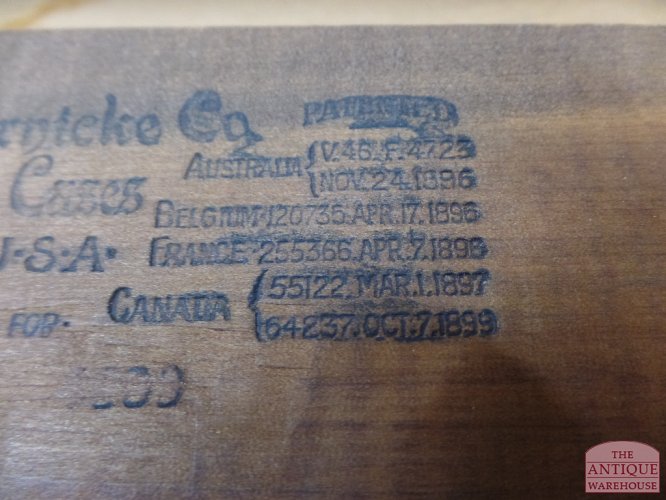 rnicke Co. PATENTED
AUSTRALIA {V.46.F.4723
{NOV.24.1896
Cases
BELGIUM·120735.APR.17.1896
U·S·A· FRANCE·255366.APR.7.1896
FOR· CANADA {55122.MAR.1.1897
{64237.OCT.7.1899
THE
ANTIQUE
WAREHOUSE